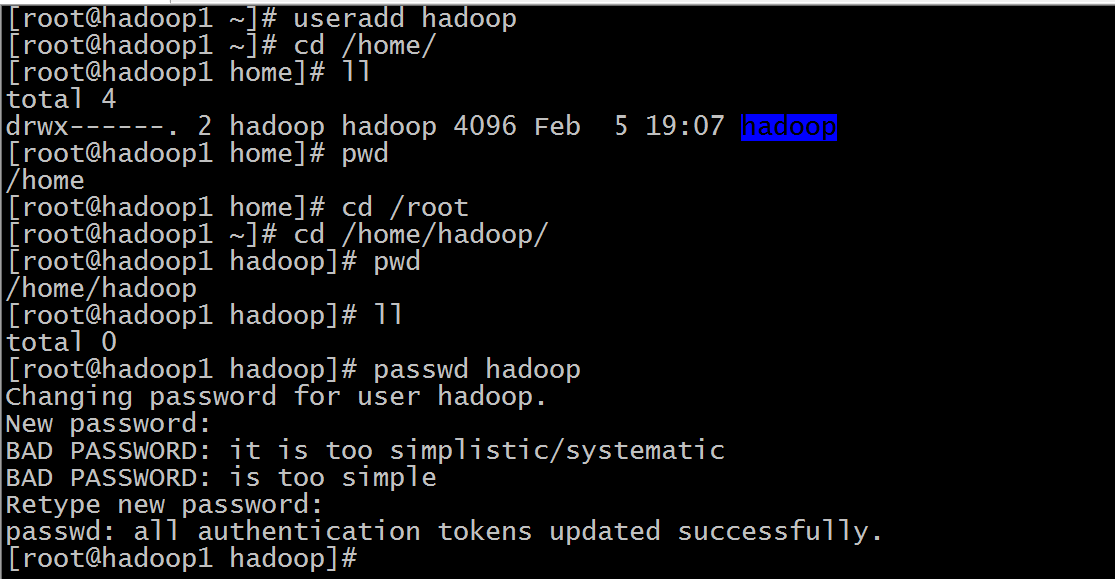 [root@hadoop1 ~]# useradd hadoop
[root@hadoop1 ~]# cd /home/
[root@hadoop1 home]# ll
total 4
drwx------. 2 hadoop hadoop 4096 Feb  5 19:07 hadoop
[root@hadoop1 home]# pwd
/home
[root@hadoop1 home]# cd /root
[root@hadoop1 ~]# cd /home/hadoop/
[root@hadoop1 hadoop]# pwd
/home/hadoop
[root@hadoop1 hadoop]# ll
total 0
[root@hadoop1 hadoop]# passwd hadoop
Changing password for user hadoop.
New password:
BAD PASSWORD: it is too simplistic/systematic
BAD PASSWORD: is too simple
Retype new password:
passwd: all authentication tokens updated successfully.
[root@hadoop1 hadoop]#